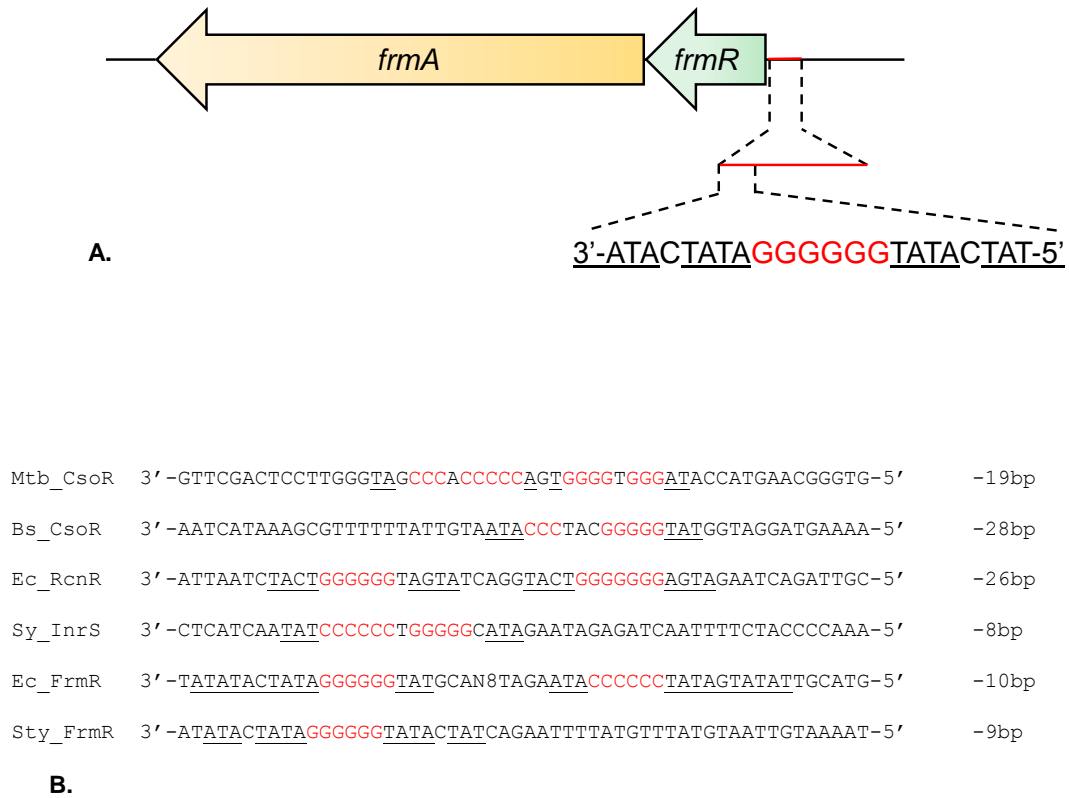 frmA frmR
A. 3'-ATACTATAGGGGGGTATACTAT-5'
Mtb_CsoR 3'-GTTCGACTCCTTGGGTAGCCCACCCCCAGTGGGGTGGGATACCATGAACGGGTG-5' -19bp
Bs_CsoR 3'-AATCATAAAGCGTTTTTTATTGTAATACCCTACGGGGGTATGGTAGGATGAAAA-5' -28bp
Ec_RcnR 3'-ATTAATCTACTGGGGGGTAGTATCAGGTACTGGGGGGGAGTAGAATCAGATTGC-5' -26bp
Sy_InrS 3'-CTCATCAATATCCCCCCTGGGGGCATAGAATAGAGATCAATTTTCTACCCCAAA-5' -8bp
Ec_FrmR 3'-TATATACTATAGGGGGGTATGCAN8TAGAATACCCCCCTATAGTATATTGCATG-5' -10bp
Sty_FrmR 3'-ATATACTATAGGGGGGTATACTATCAGAATTTTATGTTTATGTAATTGTAAAAT-5' -9bp
B.